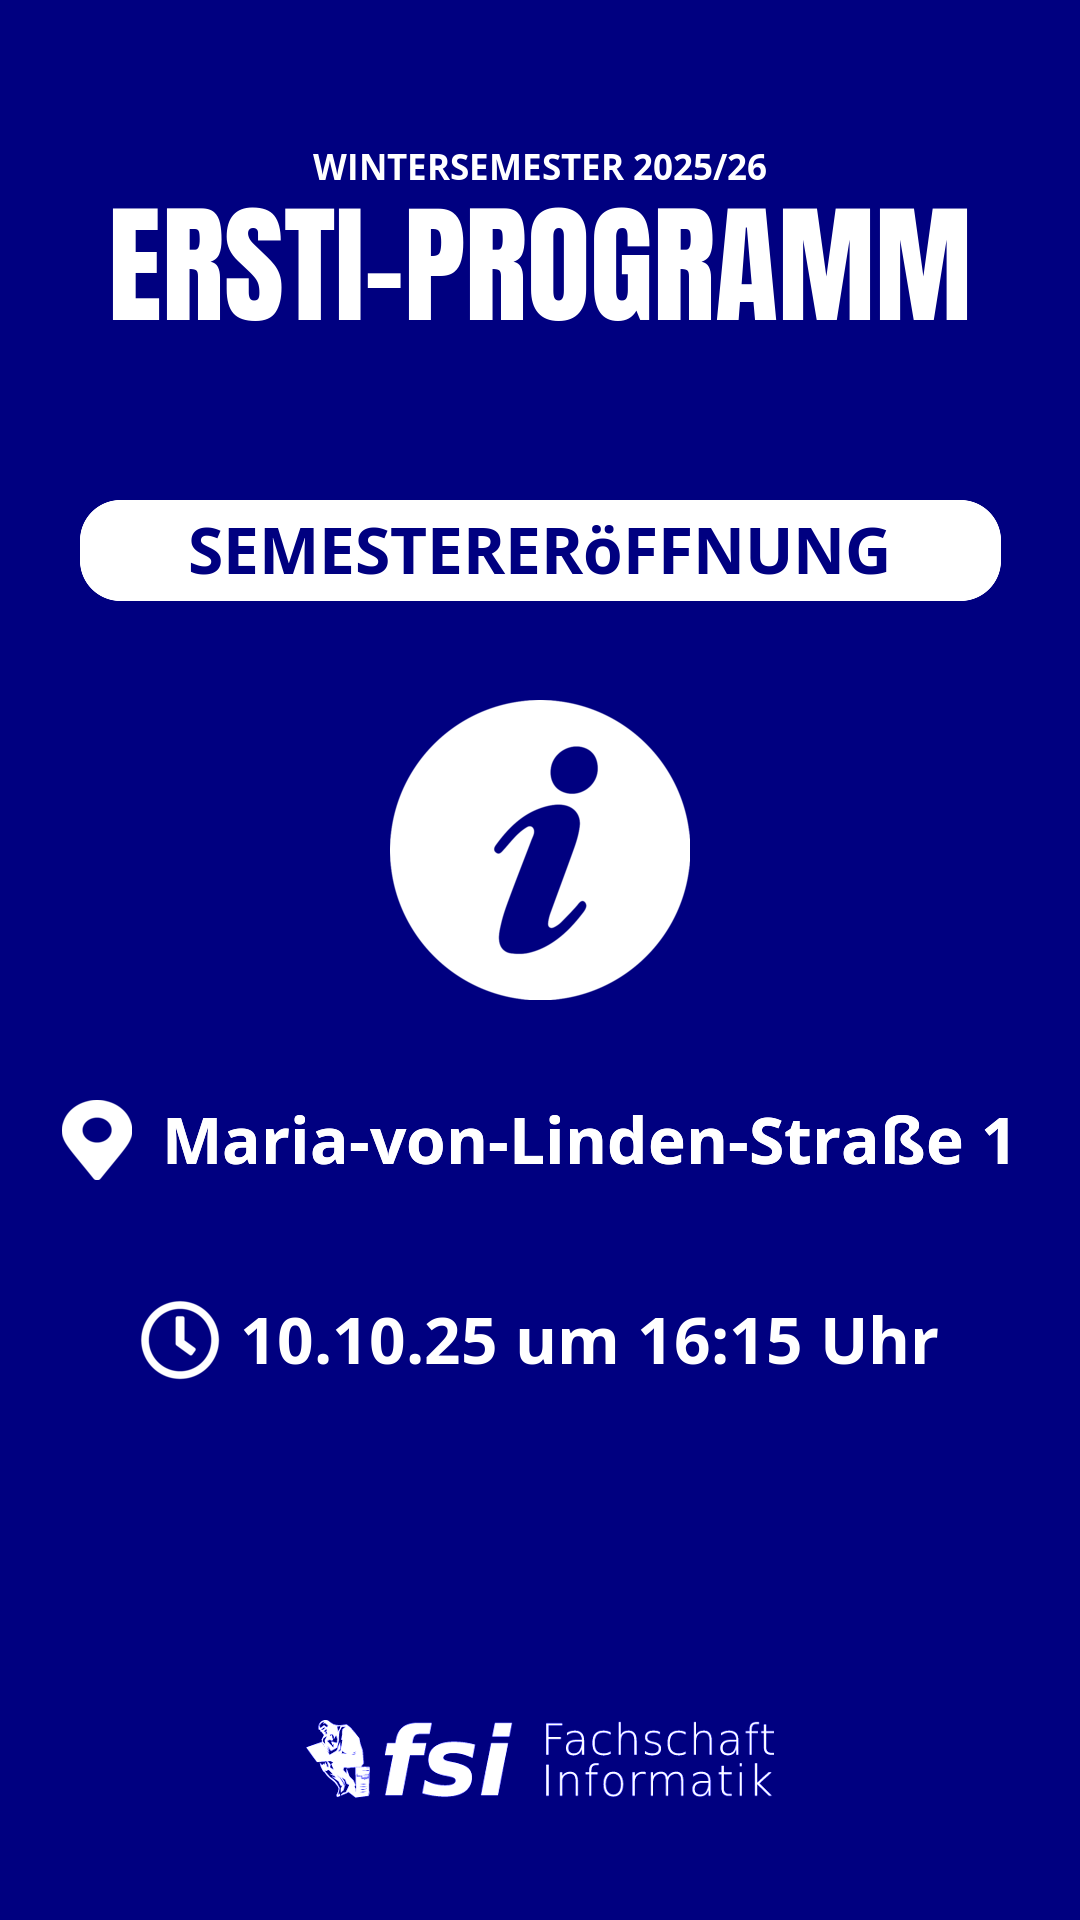 WINTERSEMESTER 2025/26
ERSTI-PROGRAMM
SEMESTERERöFFNUNG
i
Maria-von-Linden-Straße 1
10.10.25 um 16:15 Uhr
fsi Fachschaft
Informatik